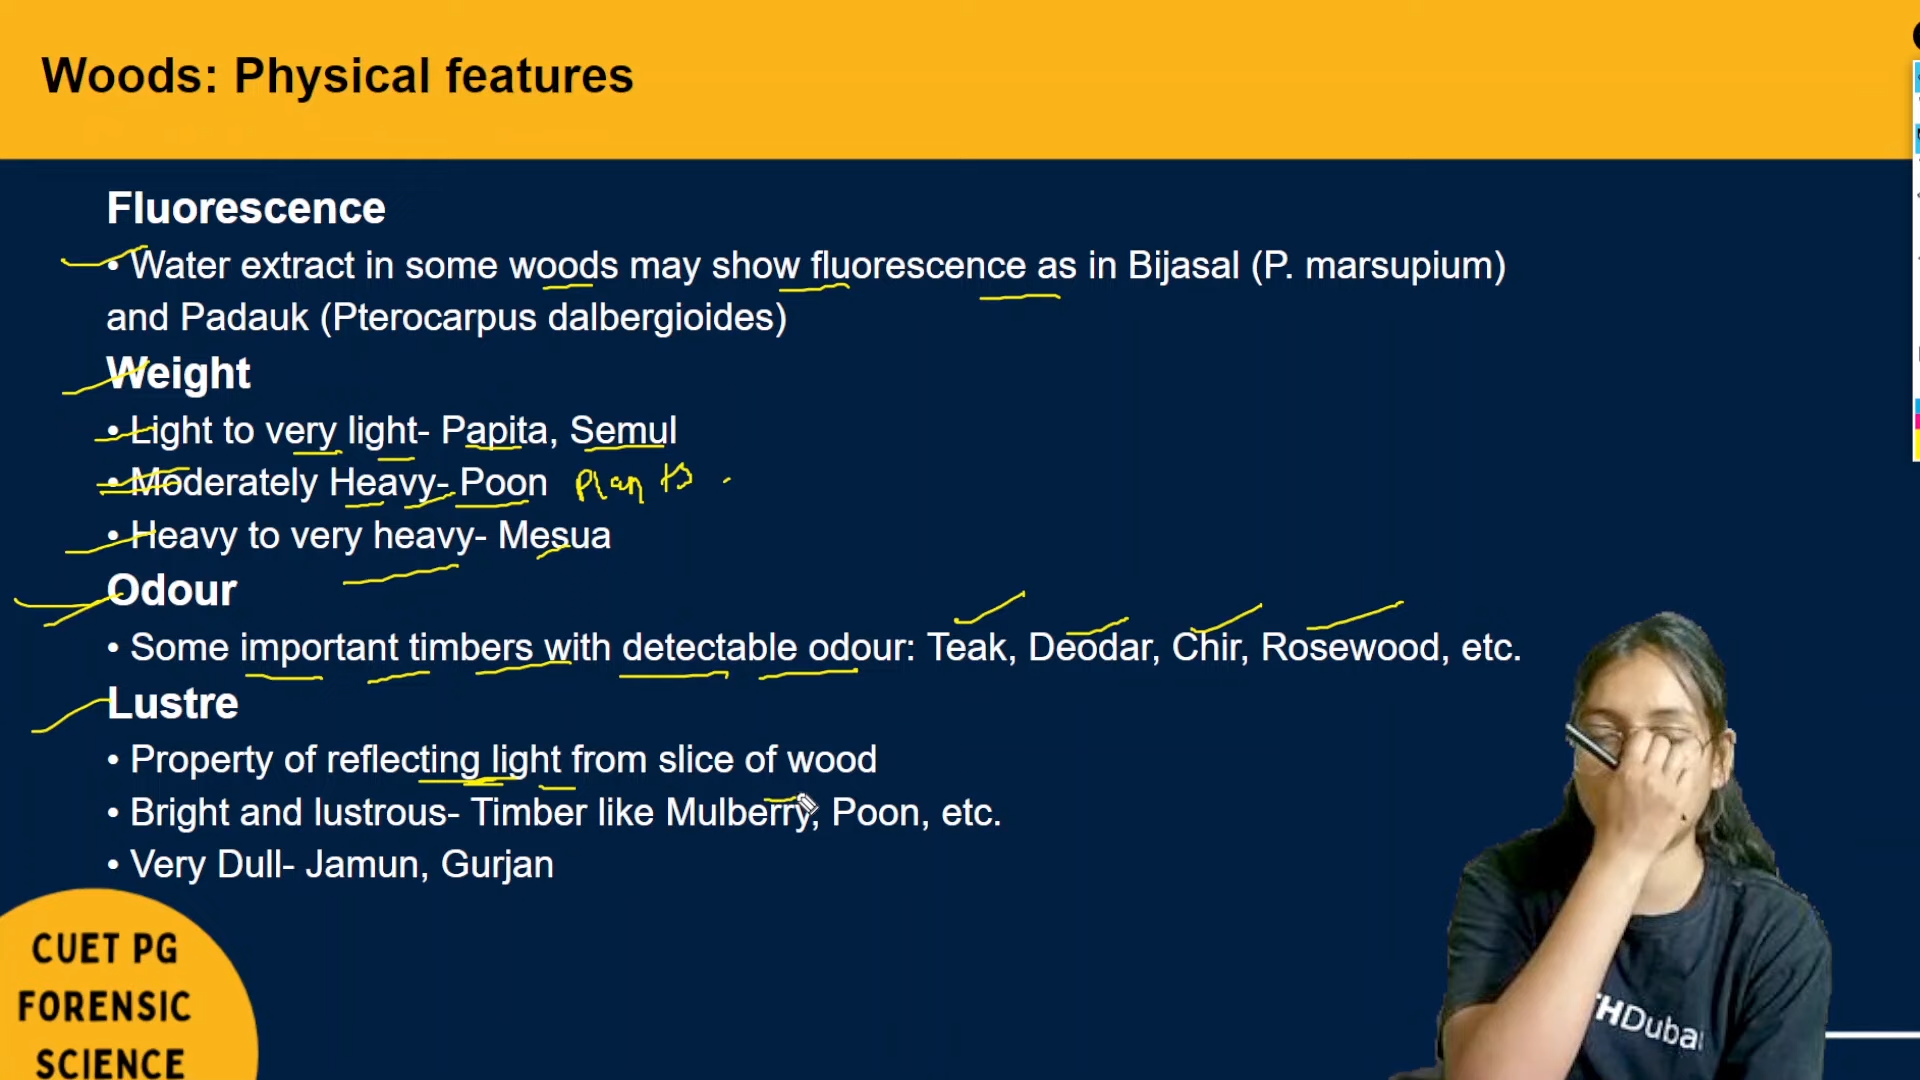 Woods: Physical features
Fluorescence
• Water extract in some woods may show fluorescence as in Bijasal (P. marsupium)
and Padauk (Pterocarpus dalbergioides)
Weight
• Light to very light- Papita, Semul
• Moderately Heavy- Poon Plants
• Heavy to very heavy- Mesua
Odour
• Some important timbers with detectable odour: Teak, Deodar, Chir, Rosewood, etc.
Lustre
• Property of reflecting light from slice of wood
• Bright and lustrous- Timber like Mulberry, Poon, etc.
• Very Dull- Jamun, Gurjan
CUET PG
FORENSIC
SCIENCE